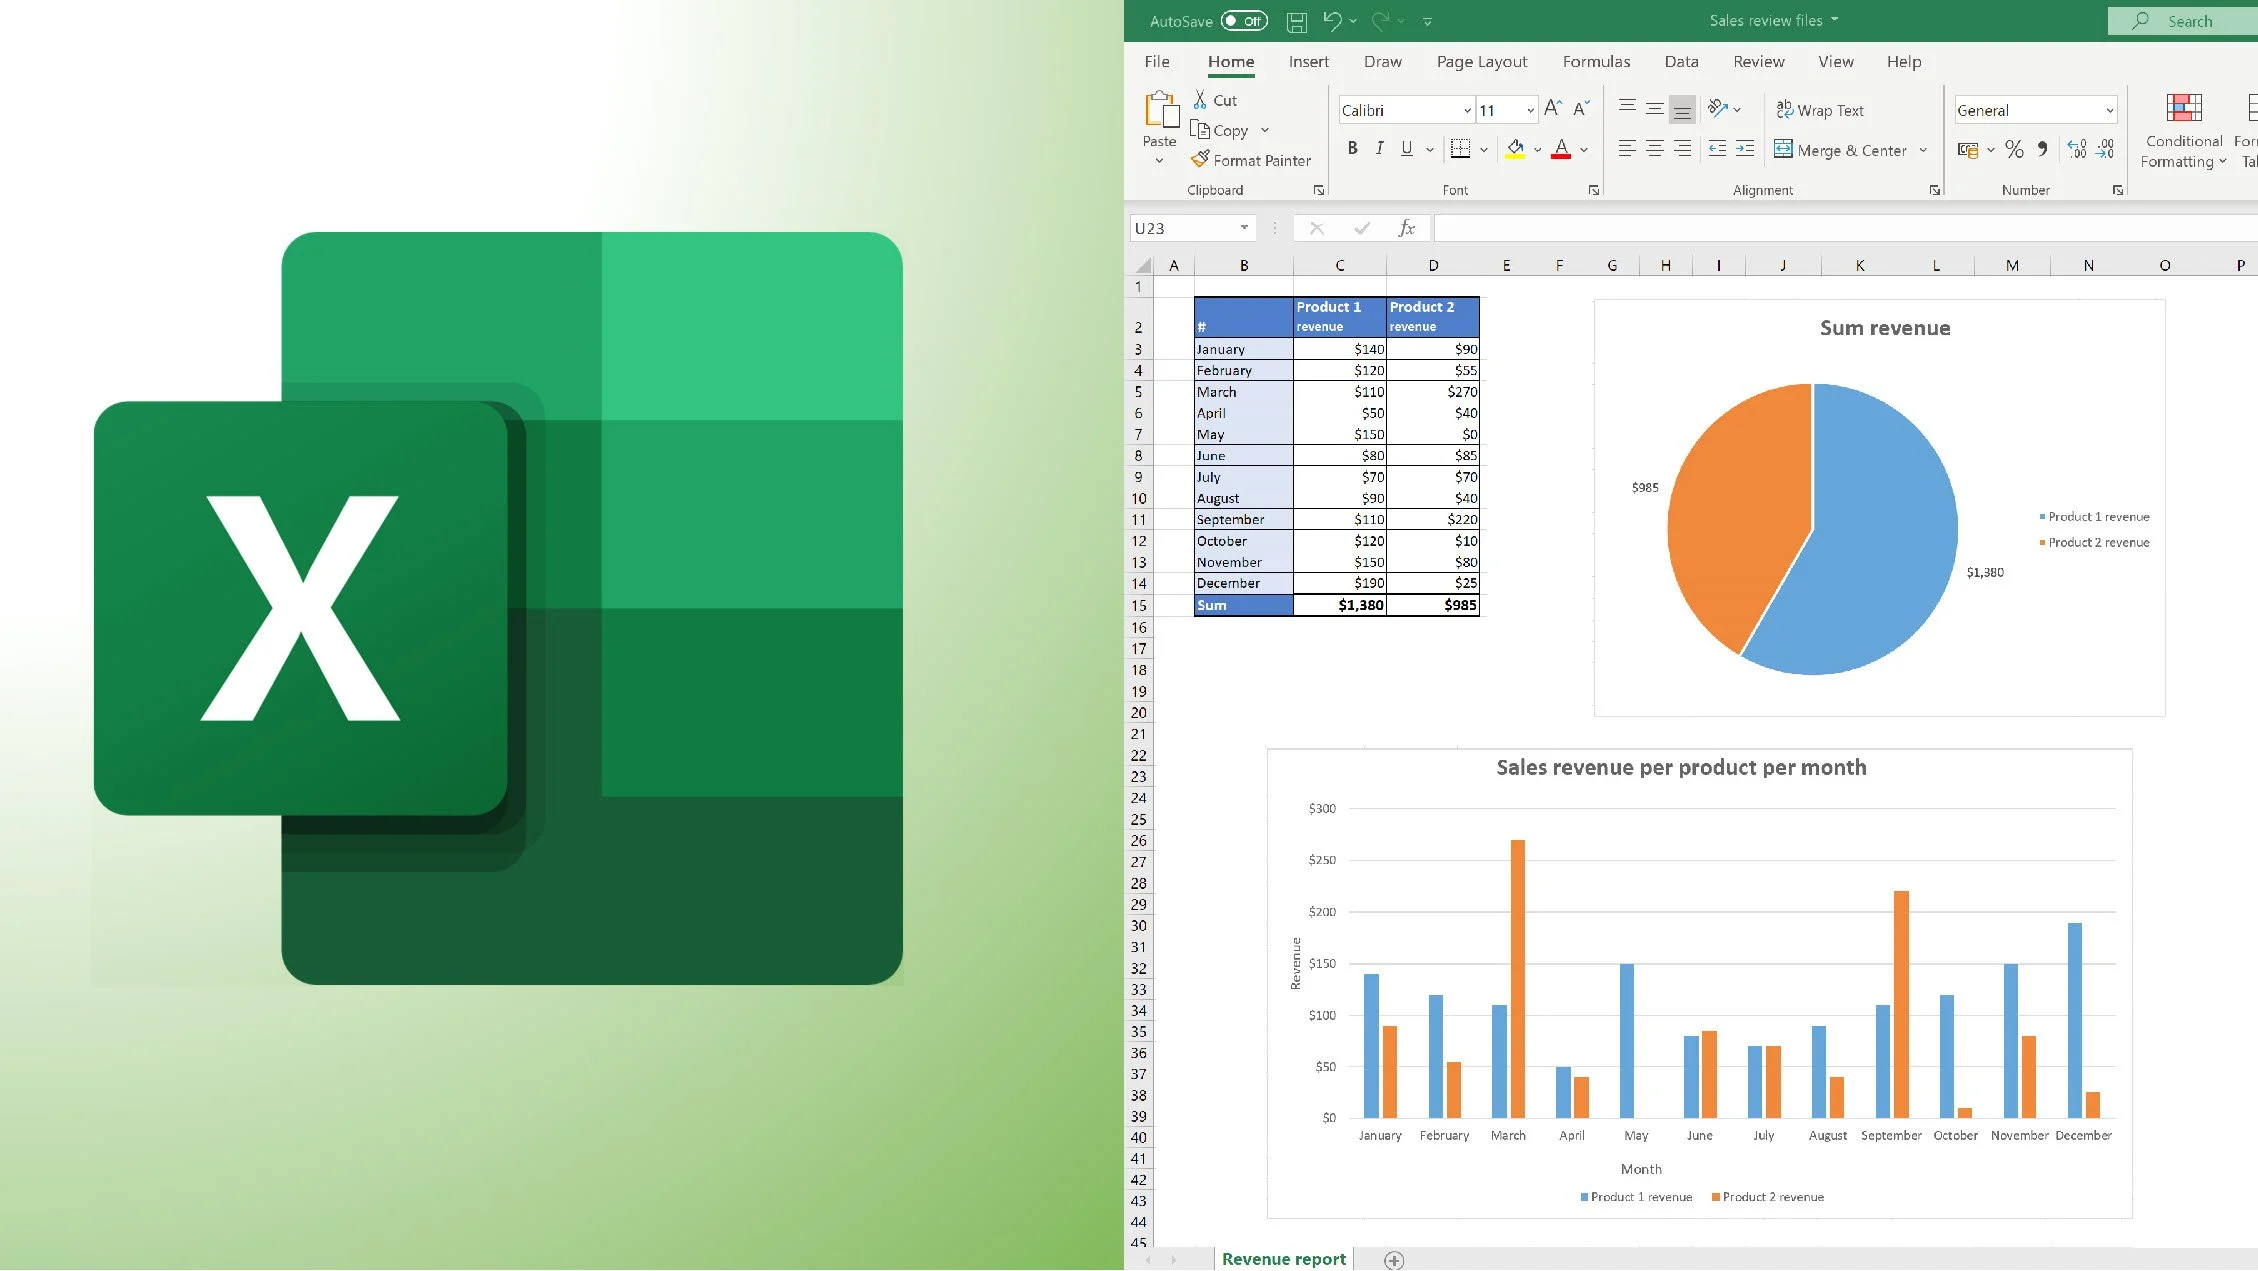 X
AutoSave Off
Sales review files
Search
File Home Insert Draw Page Layout Formulas Data Review View Help
Paste
Cut
Copy
Format Painter
Clipboard
Calibri 11
B I U A
Font
ab Wrap Text
Merge & Center
Alignment
General
% .00 .00
Number
Conditional
Formatting
U23
fx
A B C D E F G H I J K L M N O P
1
2 # Product 1 revenue Product 2 revenue
3 January $140 $90
4 February $120 $55
5 March $110 $270
6 April $50 $40
7 May $150 $0
8 June $80 $85
9 July $70 $70
10 August $90 $40
11 September $110 $220
12 October $120 $10
13 November $150 $80
14 December $190 $25
15 Sum $1,380 $985
16
17
18
19
20
21
22
23
24
25
26
27
28
29
30
31
32
33
34
35
36
37
38
39
40
41
42
43
44
45
Sum revenue
$985
$1,380
Product 1 revenue
Product 2 revenue
Sales revenue per product per month
$300
$250
$200
$150
$100
$50
$0
Revenue
January February March April May June July August September October November December
Month
Product 1 revenue Product 2 revenue
Revenue report